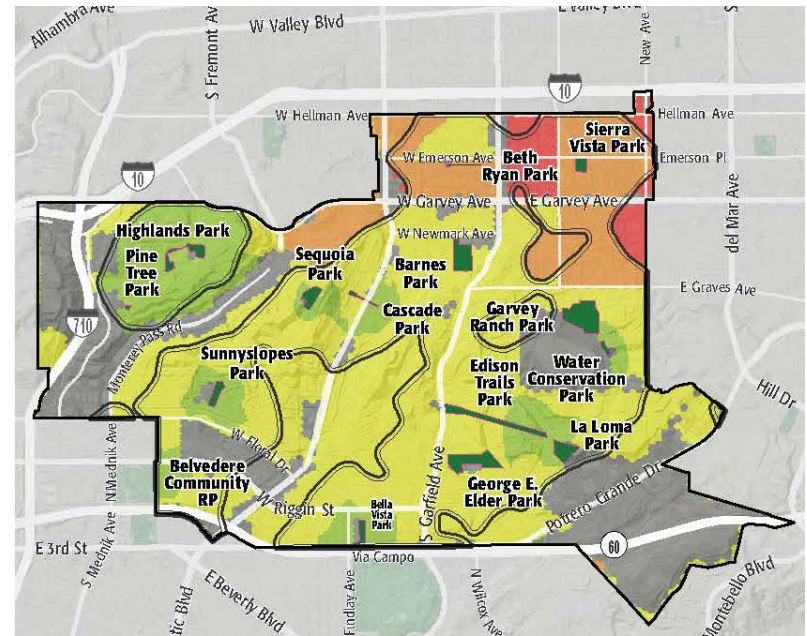 Alhambra Ave
W Valley Blvd
S Fremont Ave
E Valley Blvd
New Ave
10
W Hellman Ave
Hellman Ave
Sierra
Vista Park
W Emerson Ave
Beth
Ryan Park
Emerson Pl
10
W Garvey Ave
E Garvey Ave
del Mar Ave
Highlands Park
W Newmark Ave
Pine
Tree
Park
Sequoia
Park
Barnes
Park
E Graves Ave
Cascade
Park
Garvey
Ranch Park
710
Monterey Pass Rd
Sunnyslopes
Park
Edison
Trails
Park
Water
Conservation
Park
Hill Dr
La Loma
Park
W Floral Dr
N Mednik Ave
Belvedere
Community
RP
W Riggin St
Bella
Vista
Park
S Garfield Ave
George E.
Elder Park
Potrero Grande Dr
E 3rd St
S Mednik Ave
Via Campo
60
E Beverly Blvd
tic Blvd
Findlay Ave
N Wilcox Ave
Montebello Blvd